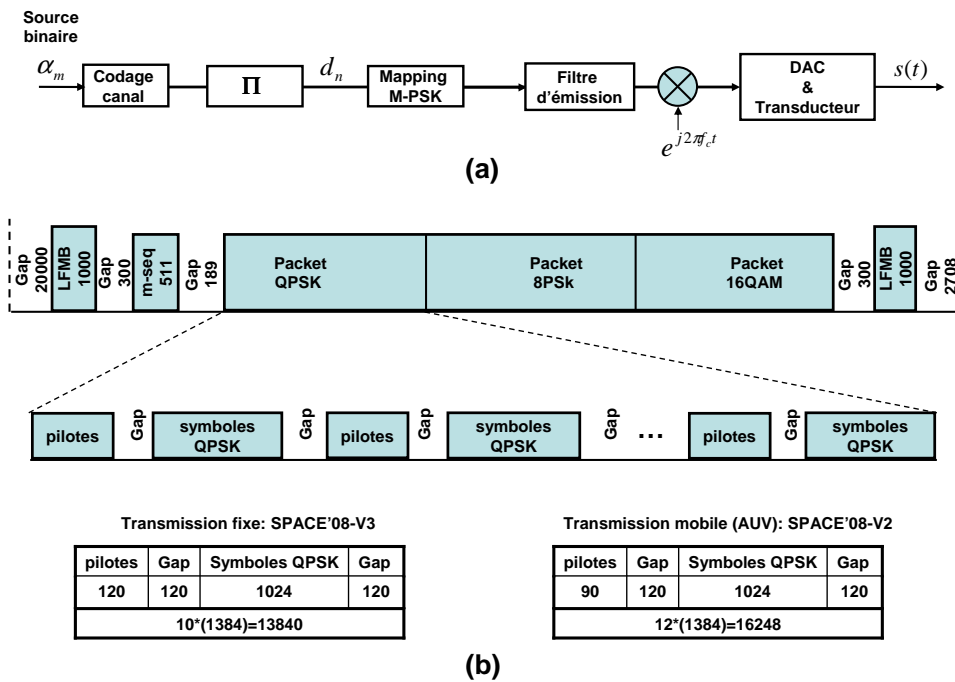 Source
binaire
α_m
Codage
canal
Π
d_n
Mapping
M-PSK
Filtre
d'émission
e^{j2πf_c t}
DAC
&
Transducteur
s(t)
(a)
Gap
20000
LFMB
1000
Gap
300
m-seq
511
Gap
189
Packet
QPSK
Packet
8PSk
Packet
16QAM
Gap
300
LFMB
1000
Gap
2708
pilotes
Gap
symboles
QPSK
Gap
pilotes
Gap
symboles
QPSK
Gap
...
pilotes
Gap
symboles
QPSK
Transmission fixe: SPACE'08-V3
pilotes Gap Symboles QPSK Gap
120 120 1024 120
10*(1384)=13840
Transmission mobile (AUV): SPACE'08-V2
pilotes Gap Symboles QPSK Gap
90 120 1024 120
12*(1384)=16248
(b)